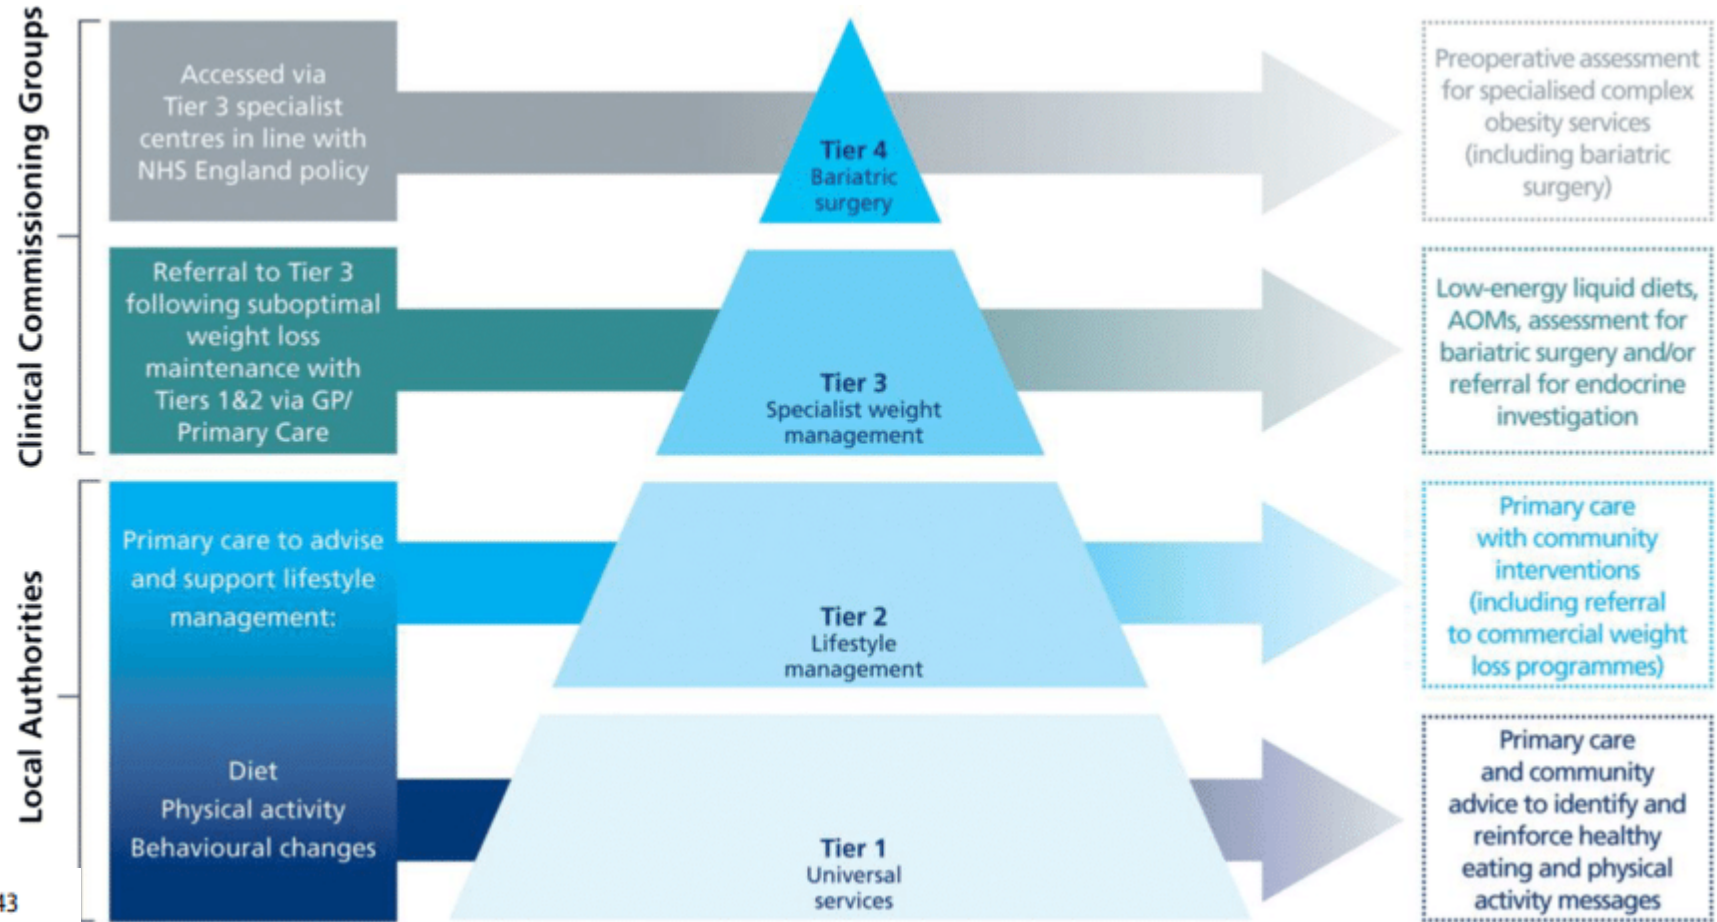 Clinical Commissioning Groups
Accessed via
Tier 3 specialist
centres in line with
NHS England policy
Tier 4
Bariatric
surgery
Preoperative assessment
for specialised complex
obesity services
(including bariatric
surgery)
Referral to Tier 3
following suboptimal
weight loss
maintenance with
Tiers 1&2 via GP/
Primary Care
Tier 3
Specialist weight
management
Low-energy liquid diets,
AOMs, assessment for
bariatric surgery and/or
referral for endocrine
investigation
Local Authorities
Primary care to advise
and support lifestyle
management:
Tier 2
Lifestyle
management
Primary care
with community
interventions
(including referral
to commercial weight
loss programmes)
Diet
Physical activity
Behavioural changes
Tier 1
Universal
services
Primary care
and community
advice to identify and
reinforce healthy
eating and physical
activity messages
43